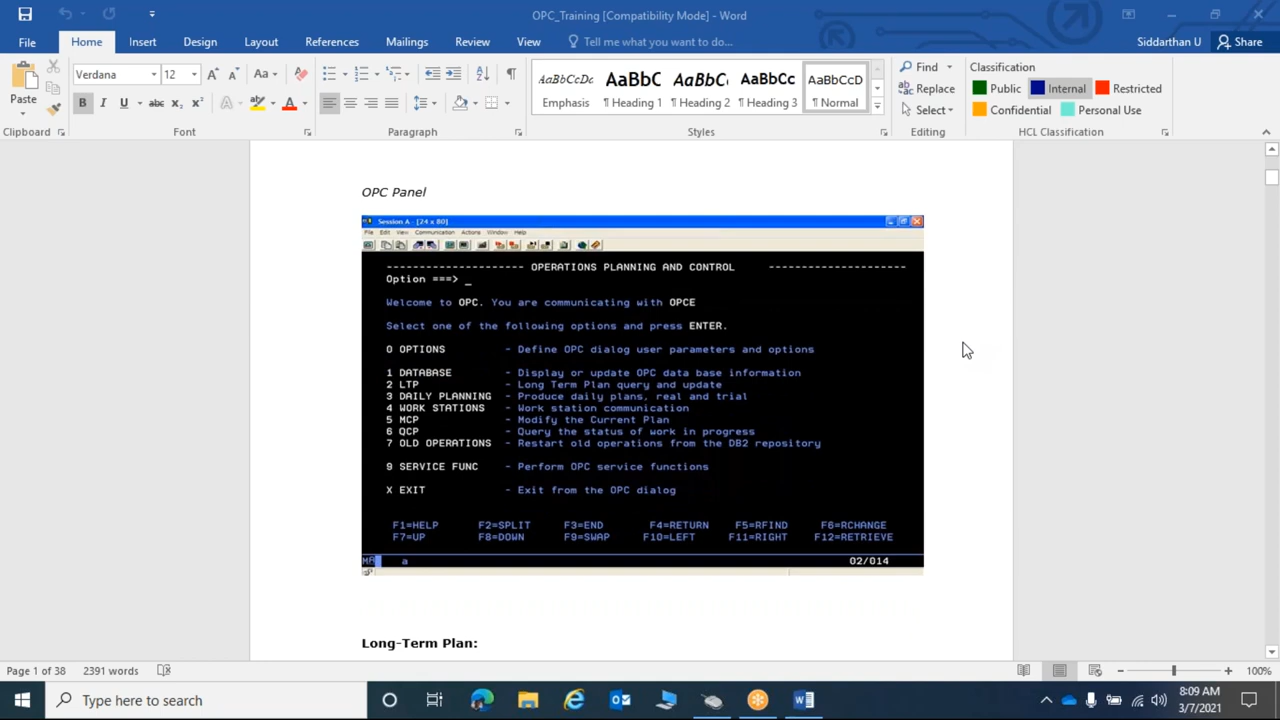 OPC_Training [Compatibility Mode] - Word
Siddarthan U
Share
File Home Insert Design Layout References Mailings Review View Tell me what you want to do...
Paste
Clipboard
Verdana 12
Font
Paragraph
AaBbCcDc AaBbC AaBbC AaBbCc AaBbCcD
Emphasis ¶ Heading 1 ¶ Heading 2 ¶ Heading 3 ¶ Normal
Styles
Find
Replace
Select
Editing
Classification
Public Internal Restricted
Confidential Personal Use
HCL Classification
OPC Panel
Session A - [24 x 80]
File Edit View Communication Actions Window Help
--------------------- OPERATIONS PLANNING AND CONTROL ---------------------
Option ===> _
Welcome to OPC. You are communicating with OPCE
Select one of the following options and press ENTER.
0 OPTIONS - Define OPC dialog user parameters and options
1 DATABASE - Display or update OPC data base information
2 LTP - Long Term Plan query and update
3 DAILY PLANNING - Produce daily plans, real and trial
4 WORK STATIONS - Work station communication
5 MCP - Modify the Current Plan
6 QCP - Query the status of work in progress
7 OLD OPERATIONS - Restart old operations from the DB2 repository
9 SERVICE FUNC - Perform OPC service functions
X EXIT - Exit from the OPC dialog
F1=HELP F2=SPLIT F3=END F4=RETURN F5=RFIND F6=RCHANGE
F7=UP F8=DOWN F9=SWAP F10=LEFT F11=RIGHT F12=RETRIEVE
a 02/014
Long-Term Plan:
Page 1 of 38 2391 words 100%
Type here to search
8:09 AM
3/7/2021